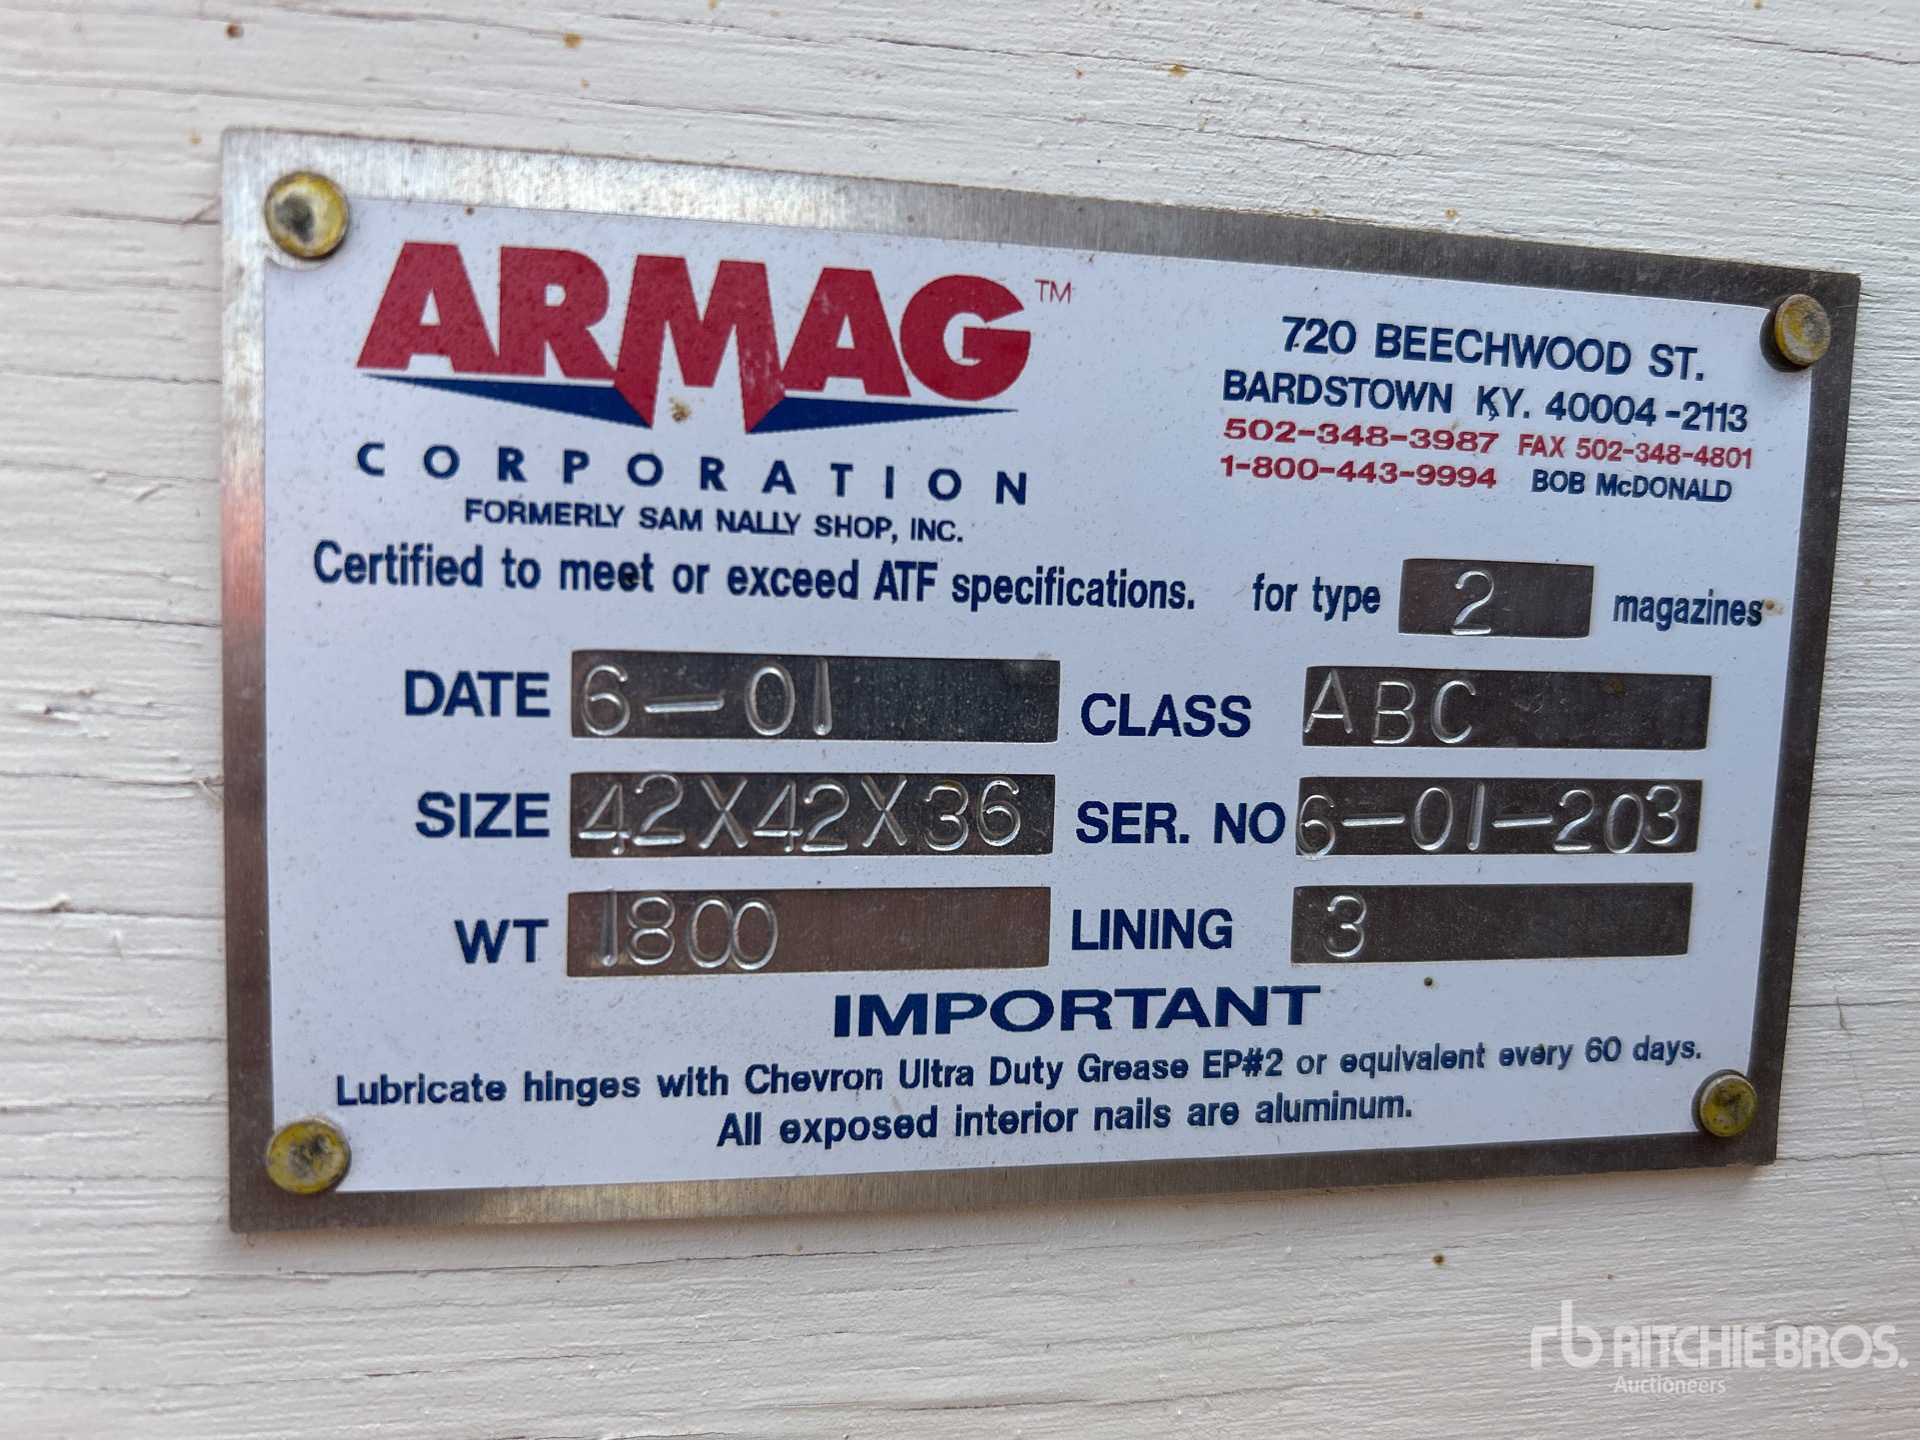 ARMAG™
CORPORATION
FORMERLY SAM NALLY SHOP, INC.
720 BEECHWOOD ST.
BARDSTOWN KY. 40004-2113
502-348-3987 FAX 502-348-4801
1-800-443-9994 BOB McDONALD
Certified to meet or exceed ATF specifications. for type 2 magazines
DATE 6-01 CLASS ABC
SIZE 42X42X36 SER. NO 6-01-203
WT 1800 LINING 3
IMPORTANT
Lubricate hinges with Chevron Ultra Duty Grease EP#2 or equivalent every 60 days.
All exposed interior nails are aluminum.
rb RITCHIE BROS.
Auctioneers